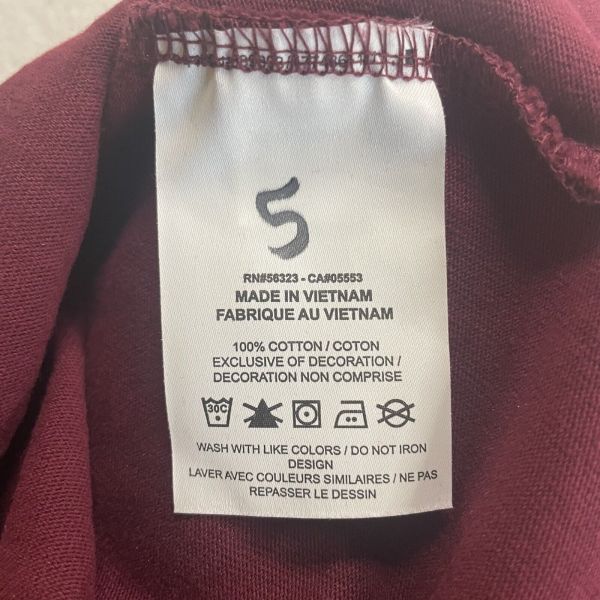 5
RN#56323 - CA#05553
MADE IN VIETNAM
FABRIQUE AU VIETNAM
100% COTTON / COTON
EXCLUSIVE OF DECORATION /
DECORATION NON COMPRISE
30C
WASH WITH LIKE COLORS / DO NOT IRON
DESIGN
LAVER AVEC COULEURS SIMILAIRES / NE PAS
REPASSER LE DESSIN